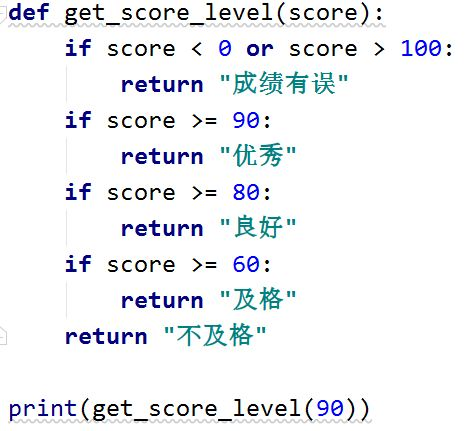 def get_score_level(score):
    if score < 0 or score > 100:
        return "成绩有误"
    if score >= 90:
        return "优秀"
    if score >= 80:
        return "良好"
    if score >= 60:
        return "及格"
    return "不及格"

print(get_score_level(90))